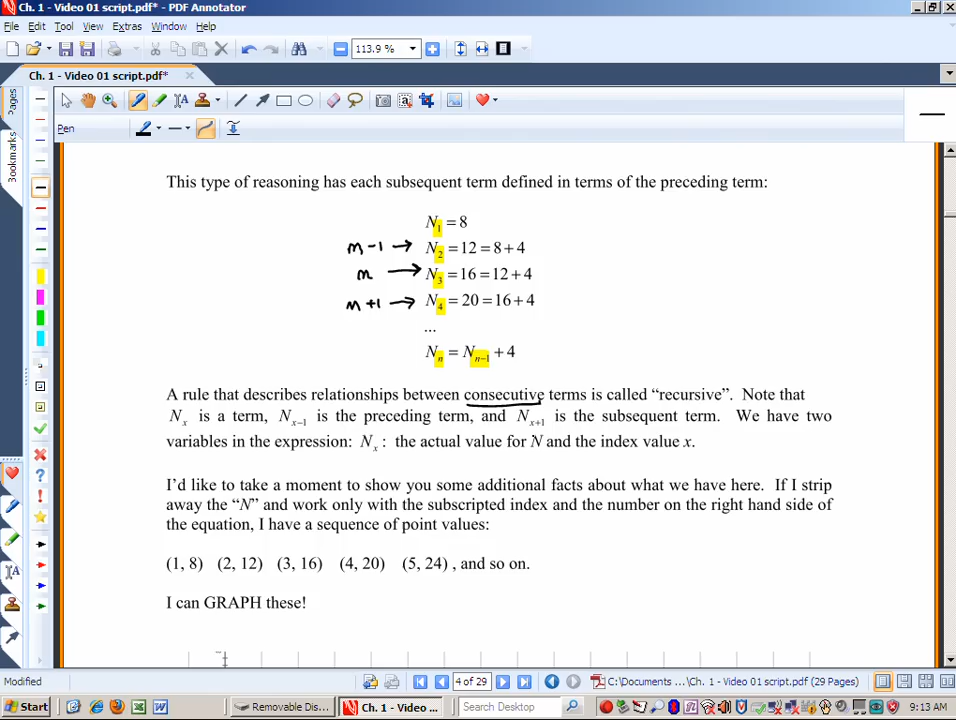 Ch. 1 - Video 01 script.pdf* - PDF Annotator
File Edit Tool View Extras Window Help
113.9 %
Ch. 1 - Video 01 script.pdf*
Pages
Bookmarks
Pen
This type of reasoning has each subsequent term defined in terms of the preceding term:
N₁ = 8
n-1 → N₂ = 12 = 8 + 4
n → N₃ = 16 = 12 + 4
n+1 → N₄ = 20 = 16 + 4
...
Nₙ = Nₙ₋₁ + 4
A rule that describes relationships between consecutive terms is called “recursive”. Note that
Nₓ is a term, Nₓ₋₁ is the preceding term, and Nₓ₊₁ is the subsequent term. We have two
variables in the expression: Nₓ : the actual value for N and the index value x.
I’d like to take a moment to show you some additional facts about what we have here. If I strip
away the “N” and work only with the subscripted index and the number on the right hand side of
the equation, I have a sequence of point values:
(1, 8) (2, 12) (3, 16) (4, 20) (5, 24) , and so on.
I can GRAPH these!
Modified
4 of 29
C:\Documents ...\Ch. 1 - Video 01 script.pdf (29 Pages)
Start
Removable Dis...
Ch. 1 - Video 01 ...
Search Desktop
9:13 AM